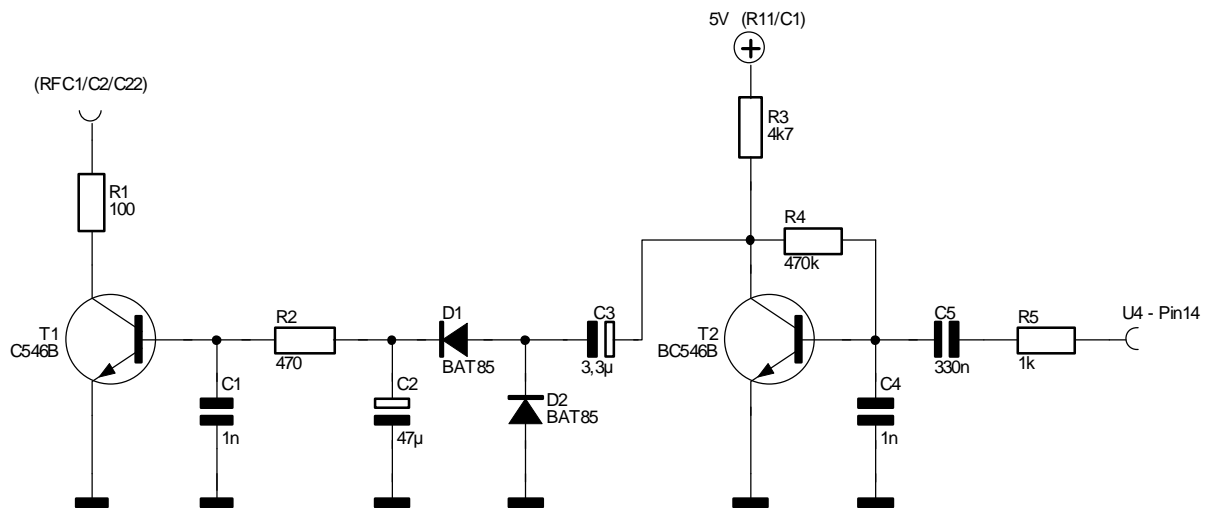 5V (R11/C1)
(RFC1/C2/C22)
R3
4k7
R1
100
R4
470k
T1
C546B
R2
470
D1
BAT85
C3
3,3µ
T2
BC546B
C5
330n
R5
1k
U4 - Pin14
C1
1n
C2
47µ
D2
BAT85
C4
1n